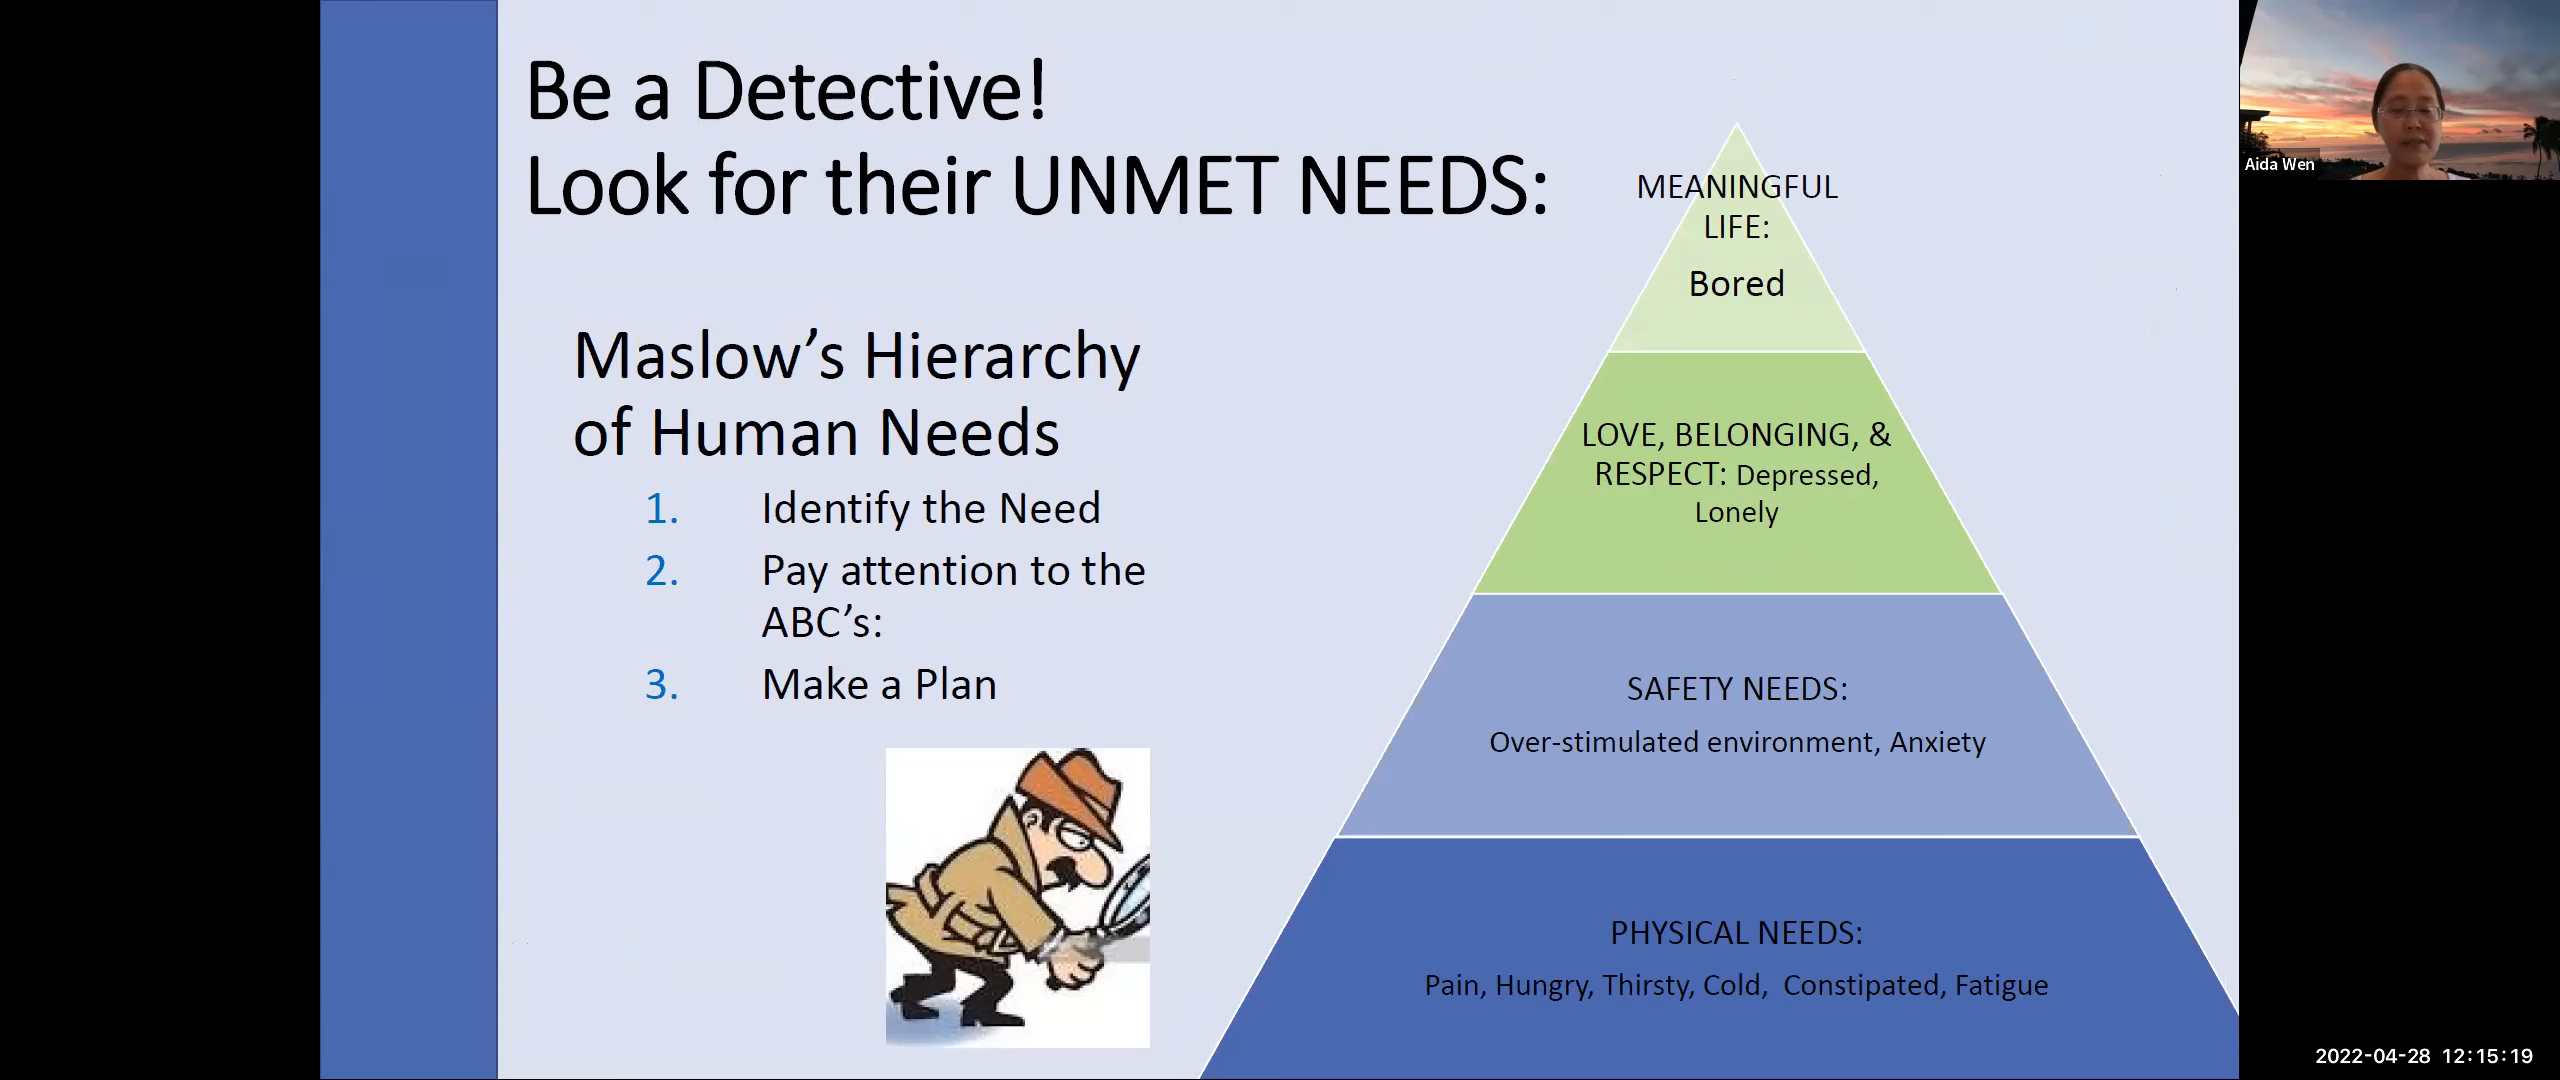 Be a Detective!
Look for their UNMET NEEDS:
Maslow’s Hierarchy
of Human Needs
1. Identify the Need
2. Pay attention to the
ABC’s:
3. Make a Plan
MEANINGFUL
LIFE:
Bored
LOVE, BELONGING, &
RESPECT: Depressed,
Lonely
SAFETY NEEDS:
Over-stimulated environment, Anxiety
PHYSICAL NEEDS:
Pain, Hungry, Thirsty, Cold,  Constipated, Fatigue
Aida Wen
2022-04-28 12:15:19